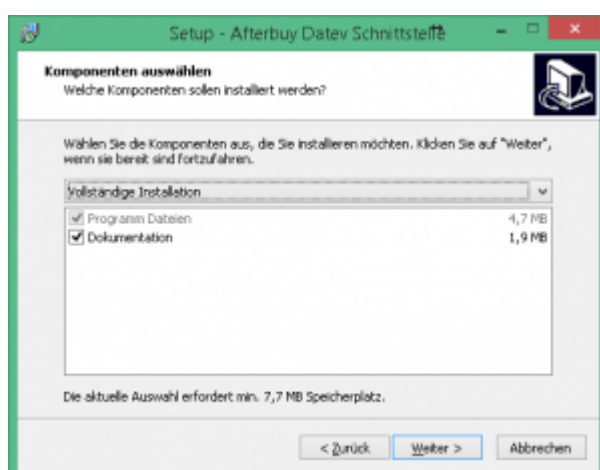 Setup - Afterbuy Datev Schnittstelle
Komponenten auswählen
Welche Komponenten sollen installiert werden?
Wählen Sie die Komponenten aus, die Sie installieren möchten. Klicken Sie auf "Weiter",
wenn sie bereit sind fortzufahren.
Vollständige Installation
Programm Dateien 4,7 MB
Dokumentation 1,9 MB
Die aktuelle Auswahl erfordert min. 7,7 MB Speicherplatz.
< Zurück Weiter > Abbrechen